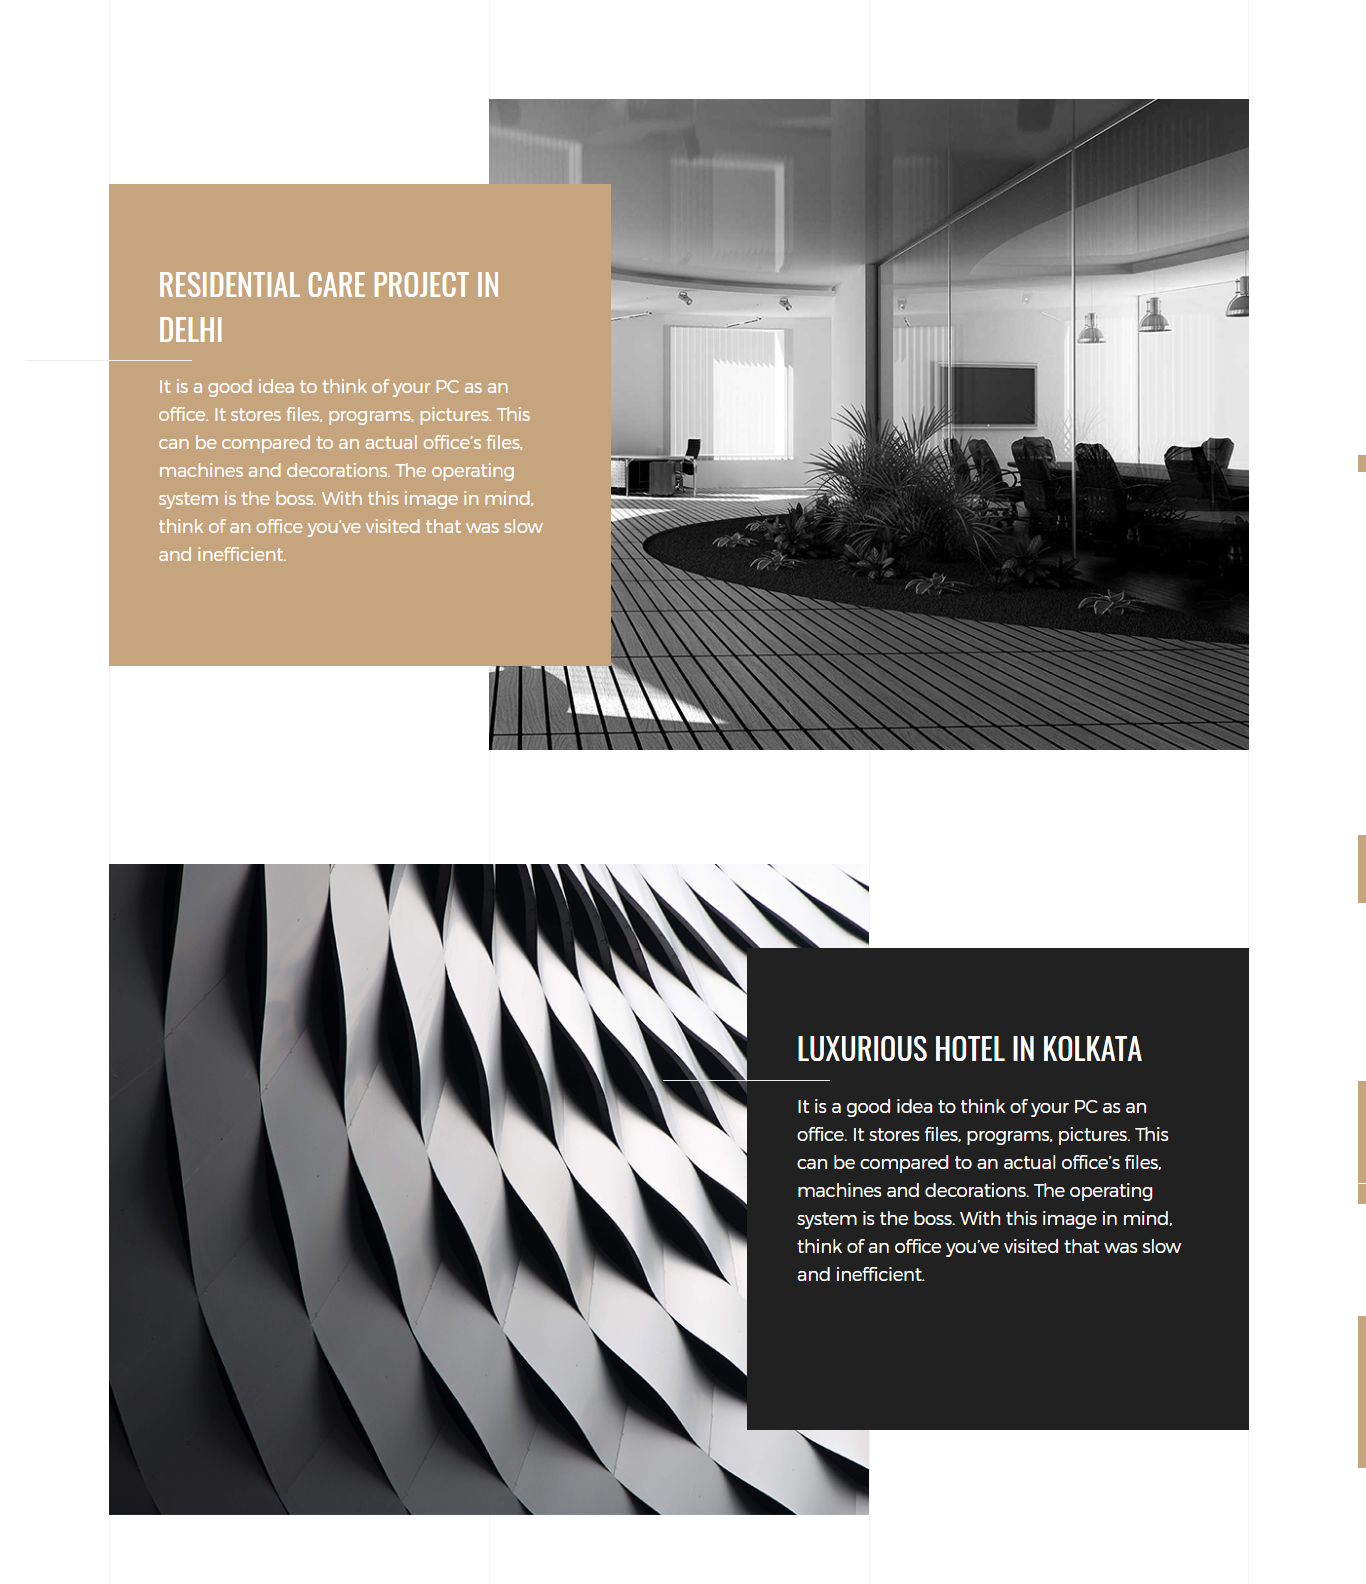 RESIDENTIAL CARE PROJECT IN
DELHI
It is a good idea to think of your PC as an
office. It stores files, programs, pictures. This
can be compared to an actual office’s files,
machines and decorations. The operating
system is the boss. With this image in mind,
think of an office you’ve visited that was slow
and inefficient.
LUXURIOUS HOTEL IN KOLKATA
It is a good idea to think of your PC as an
office. It stores files, programs, pictures. This
can be compared to an actual office’s files,
machines and decorations. The operating
system is the boss. With this image in mind,
think of an office you’ve visited that was slow
and inefficient.